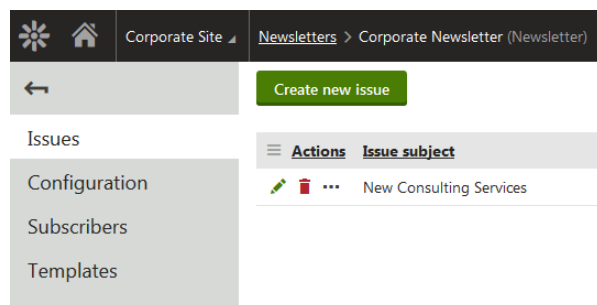 Corporate Site Newsletters > Corporate Newsletter (Newsletter)
Create new issue
Issues
Actions Issue subject
Configuration
New Consulting Services
Subscribers
Templates